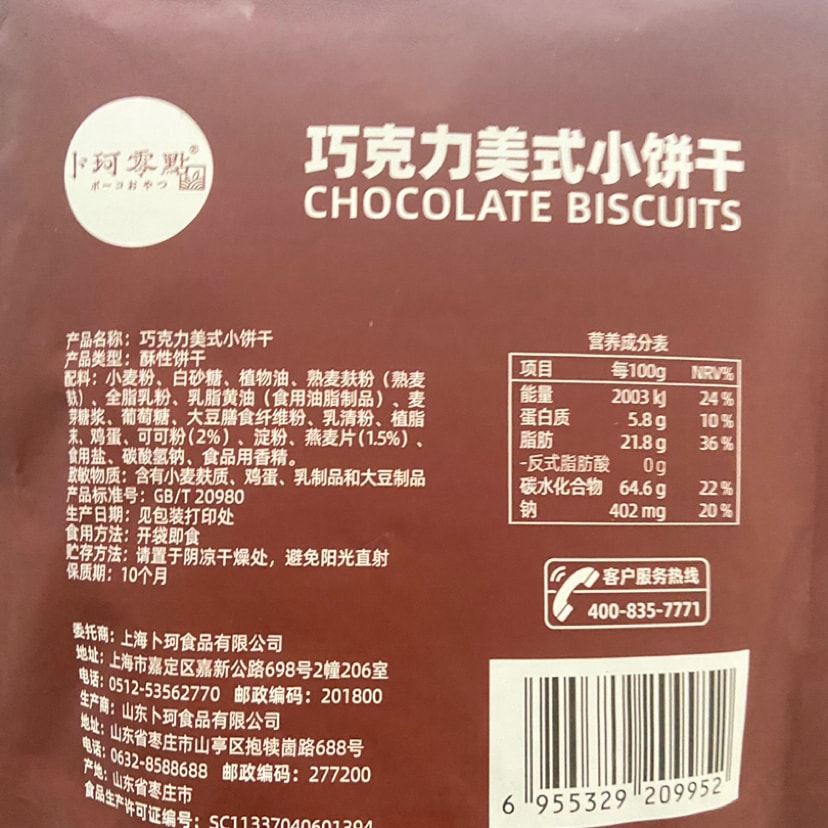 卜珂零點®
ボーコおやつ
巧克力美式小饼干
CHOCOLATE BISCUITS
产品名称：巧克力美式小饼干
产品类型：酥性饼干
配料：小麦粉、白砂糖、植物油、熟麦麸粉（熟麦
麸）、全脂乳粉、乳脂黄油（食用油脂制品）、麦
芽糖浆、葡萄糖、大豆膳食纤维粉、乳清粉、植脂
末、鸡蛋、可可粉(2%）、淀粉、燕麦片(1.5%）、
食用盐、碳酸氢钠、食品用香精。
致敏物质：含有小麦麸质、鸡蛋、乳制品和大豆制品
产品标准号：GB/T 20980
生产日期：见包装打印处
食用方法：开袋即食
贮存方法：请置于阴凉干燥处，避免阳光直射
保质期：10个月
营养成分表
项目 每100g NRV%
能量 2003 kJ 24 %
蛋白质 5.8 g 10 %
脂肪 21.8 g 36 %
-反式脂肪酸 0 g
碳水化合物 64.6 g 22 %
钠 402 mg 20 %
客户服务热线
400-835-7771
委托商：上海卜珂食品有限公司
地址：上海市嘉定区嘉新公路698号2幢206室
电话：0512-53562770 邮政编码：201800
生产商：山东卜珂食品有限公司
地址：山东省枣庄市山亭区抱犊崮路688号
电话：0632-8588688 邮政编码：277200
产地：山东省枣庄市
食品生产许可证编号：SC11337040601394
6 955329 209952